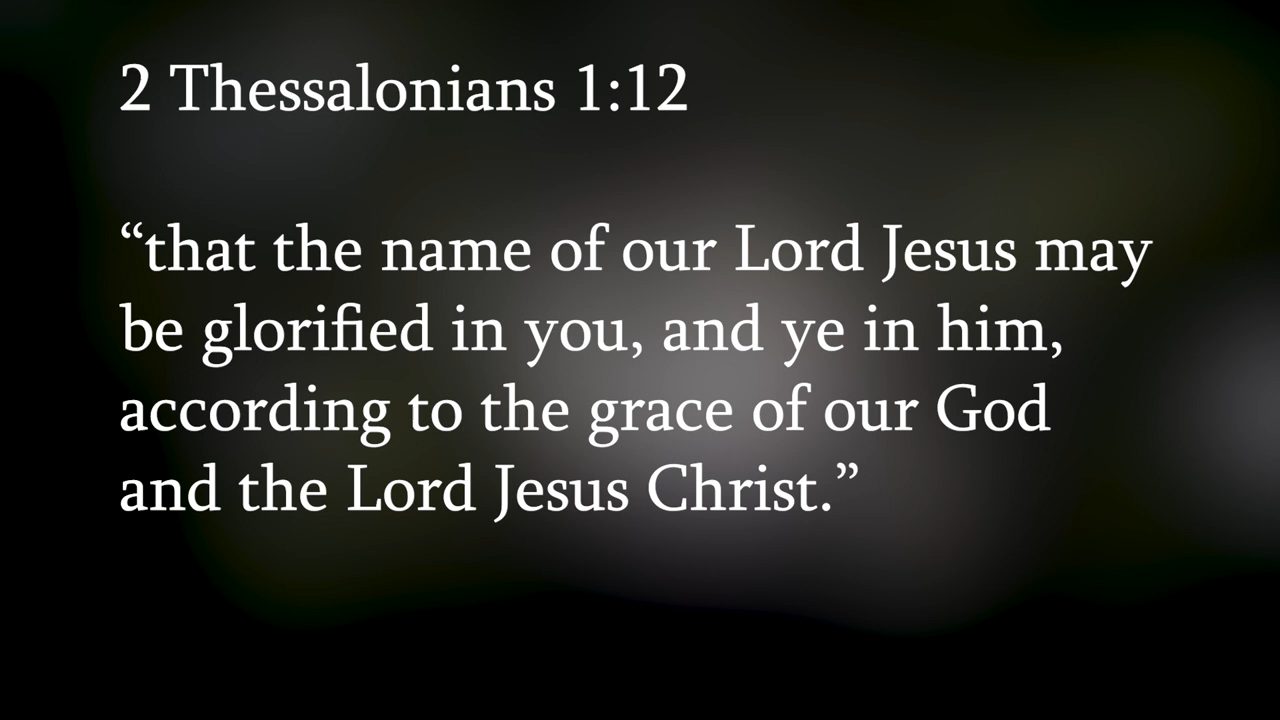 2 Thessalonians 1:12
“that the name of our Lord Jesus may
be glorified in you, and ye in him,
according to the grace of our God
and the Lord Jesus Christ.”